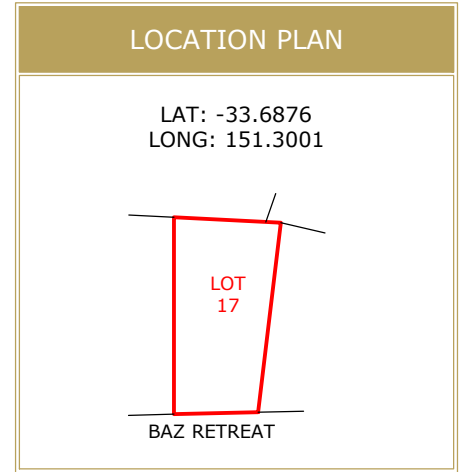 LOCATION PLAN
LAT: -33.6876
LONG: 151.3001
LOT
17
BAZ RETREAT